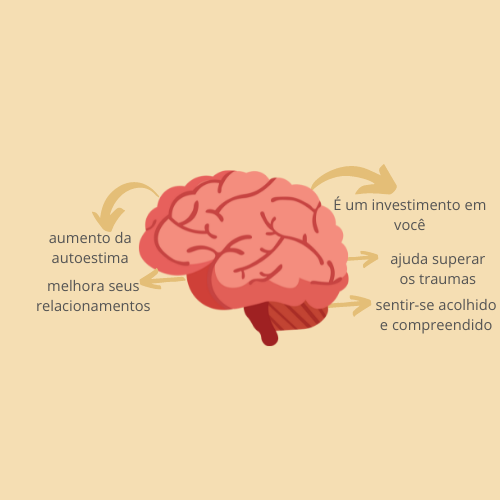 aumento da
autoestima
melhora seus
relacionamentos
É um investimento em
você
ajuda superar
os traumas
sentir-se acolhido
e compreendido